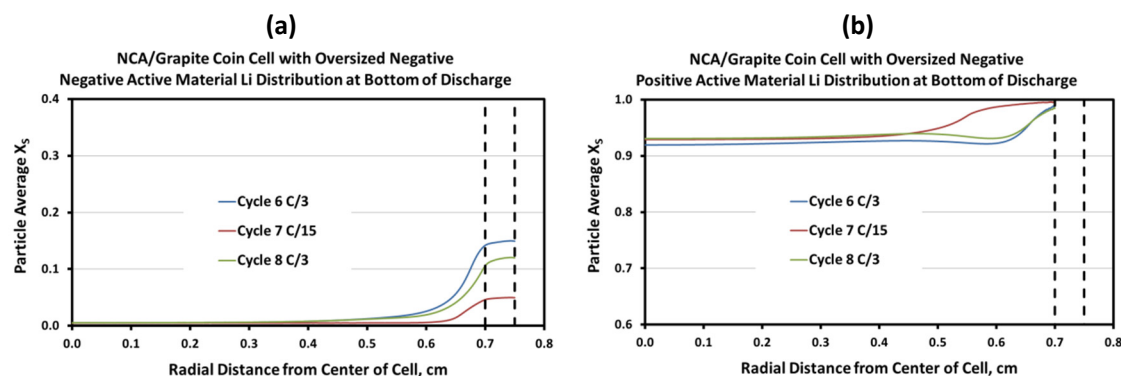 (a)
NCA/Grapite Coin Cell with Oversized Negative
Negative Active Material Li Distribution at Bottom of Discharge
0.4
0.3
0.2
0.1
0.0
Particle Average Xs
Cycle 6 C/3
Cycle 7 C/15
Cycle 8 C/3
0.0 0.1 0.2 0.3 0.4 0.5 0.6 0.7 0.8
Radial Distance from Center of Cell, cm
(b)
NCA/Grapite Coin Cell with Oversized Negative
Positive Active Material Li Distribution at Bottom of Discharge
1.0
0.9
0.8
0.7
0.6
Particle Average Xs
Cycle 6 C/3
Cycle 7 C/15
Cycle 8 C/3
0.0 0.1 0.2 0.3 0.4 0.5 0.6 0.7 0.8
Radial Distance from Center of Cell, cm